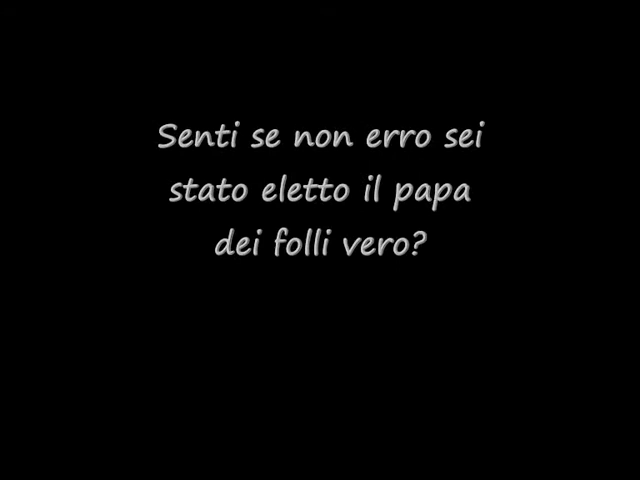 Senti se non erro sei
stato eletto il papa
dei folli vero?